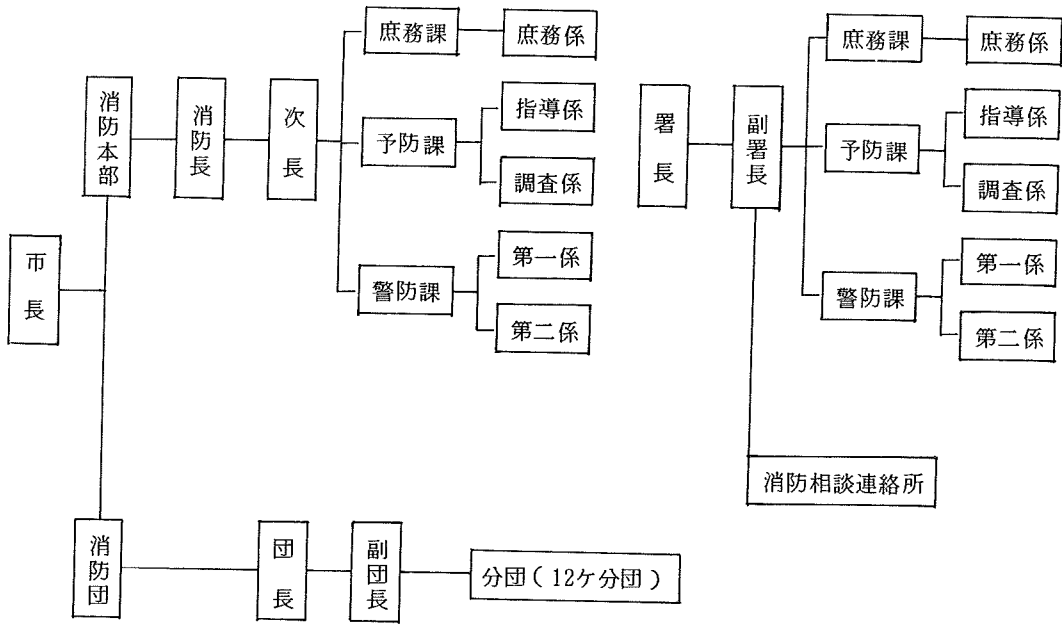 市長
消防本部
消防長
次長
庶務課
庶務係
予防課
指導係
調査係
警防課
第一係
第二係
消防団
団長
副団長
分団(12ケ分団)
署長
副署長
庶務課
庶務係
予防課
指導係
調査係
警防課
第一係
第二係
消防相談連絡所